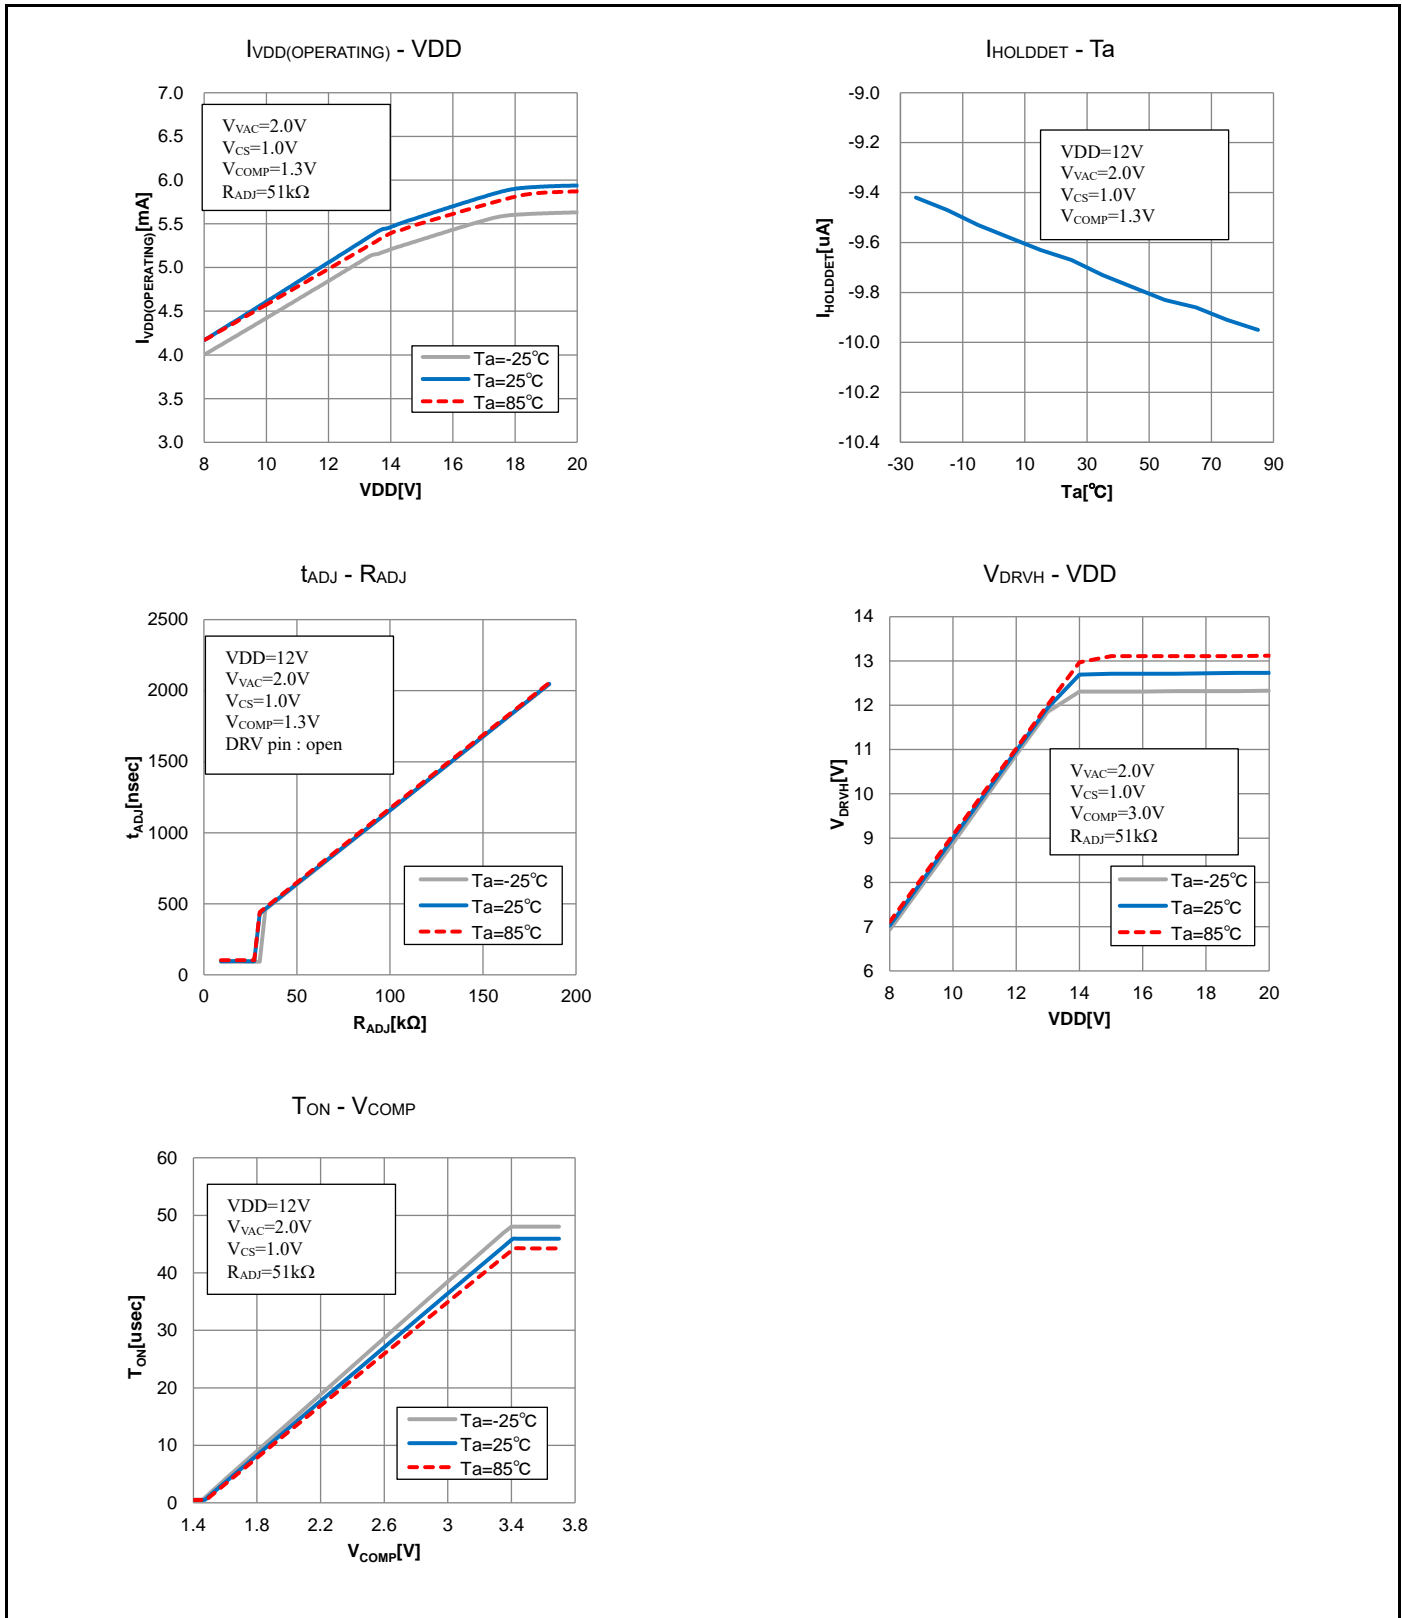 IVDD(OPERATING) - VDD
7.0
6.5
6.0
5.5
5.0
4.5
4.0
3.5
3.0
IVDD(OPERATING)[mA]
VVAC=2.0V
VCS=1.0V
VCOMP=1.3V
RADJ=51kΩ
Ta=-25℃
Ta=25℃
Ta=85℃
8 10 12 14 16 18 20
VDD[V]
IHOLDDET - Ta
-9.0
-9.2
-9.4
-9.6
-9.8
-10.0
-10.2
-10.4
IHOLDDET[uA]
VDD=12V
VVAC=2.0V
VCS=1.0V
VCOMP=1.3V
-30 -10 10 30 50 70 90
Ta[℃]
tADJ - RADJ
2500
2000
1500
1000
500
0
tADJ[nsec]
VDD=12V
VVAC=2.0V
VCS=1.0V
VCOMP=1.3V
DRV pin : open
Ta=-25℃
Ta=25℃
Ta=85℃
0 50 100 150 200
RADJ[kΩ]
VDRVH - VDD
14
13
12
11
10
9
8
7
6
VDRVH[V]
VVAC=2.0V
VCS=1.0V
VCOMP=3.0V
RADJ=51kΩ
Ta=-25℃
Ta=25℃
Ta=85℃
8 10 12 14 16 18 20
VDD[V]
TON - VCOMP
60
50
40
30
20
10
0
TON[usec]
VDD=12V
VVAC=2.0V
VCS=1.0V
RADJ=51kΩ
Ta=-25℃
Ta=25℃
Ta=85℃
1.4 1.8 2.2 2.6 3 3.4 3.8
VCOMP[V]